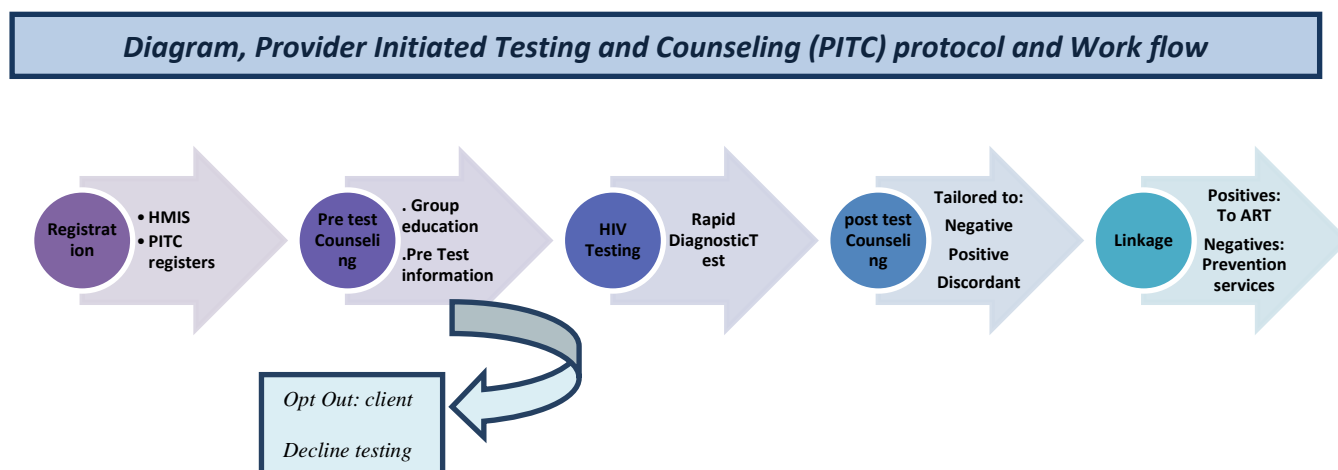 Diagram, Provider Initiated Testing and Counseling (PITC) protocol and Work flow
Registrat
ion
• HMIS
• PITC
registers
Pre test
Counseli
ng
. Group
education
.Pre Test
information
HIV
Testing
Rapid
DiagnosticT
est
post test
Counseli
ng
Tailored to:
Negative
Positive
Discordant
Linkage
Positives:
To ART
Negatives:
Prevention
services
Opt Out: client
Decline testing